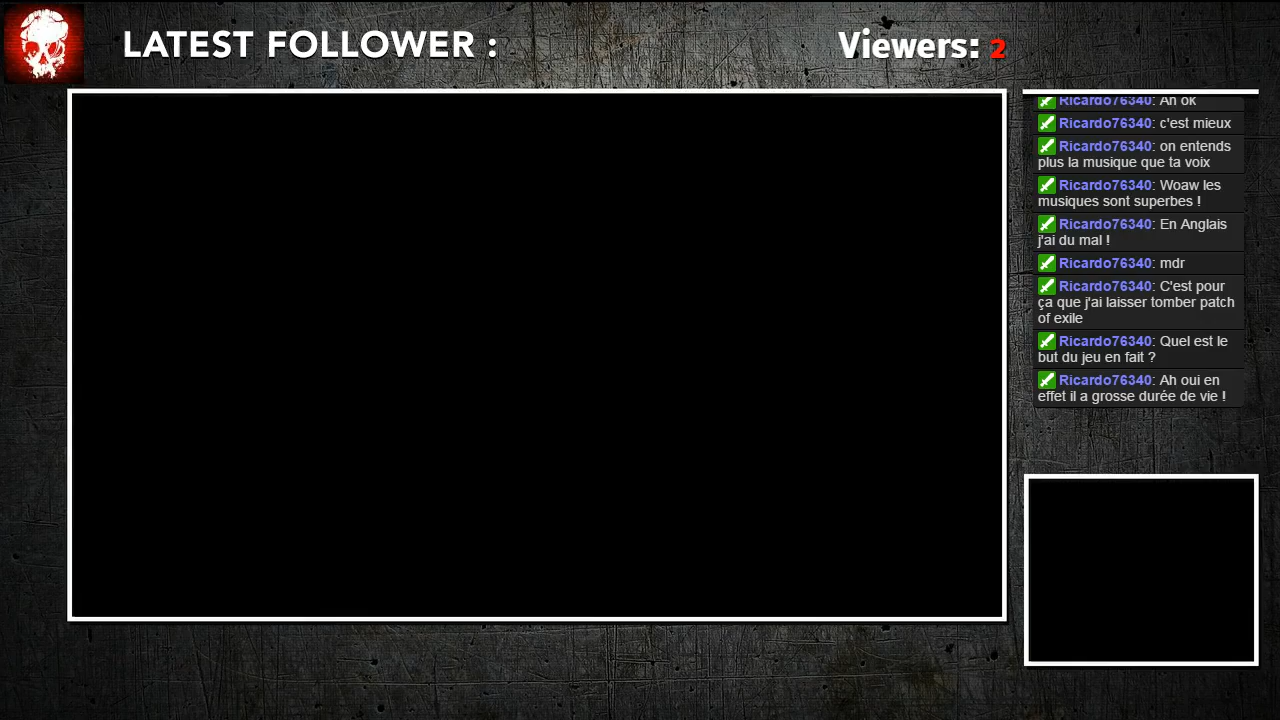 LATEST FOLLOWER :
Viewers: 2
Ricardo76340: Ah ok
Ricardo76340: c'est mieux
Ricardo76340: on entends
plus la musique que ta voix
Ricardo76340: Woaw les
musiques sont superbes !
Ricardo76340: En Anglais
j'ai du mal !
Ricardo76340: mdr
Ricardo76340: C'est pour
ça que j'ai laisser tomber patch
of exile
Ricardo76340: Quel est le
but du jeu en fait ?
Ricardo76340: Ah oui en
effet il a grosse durée de vie !